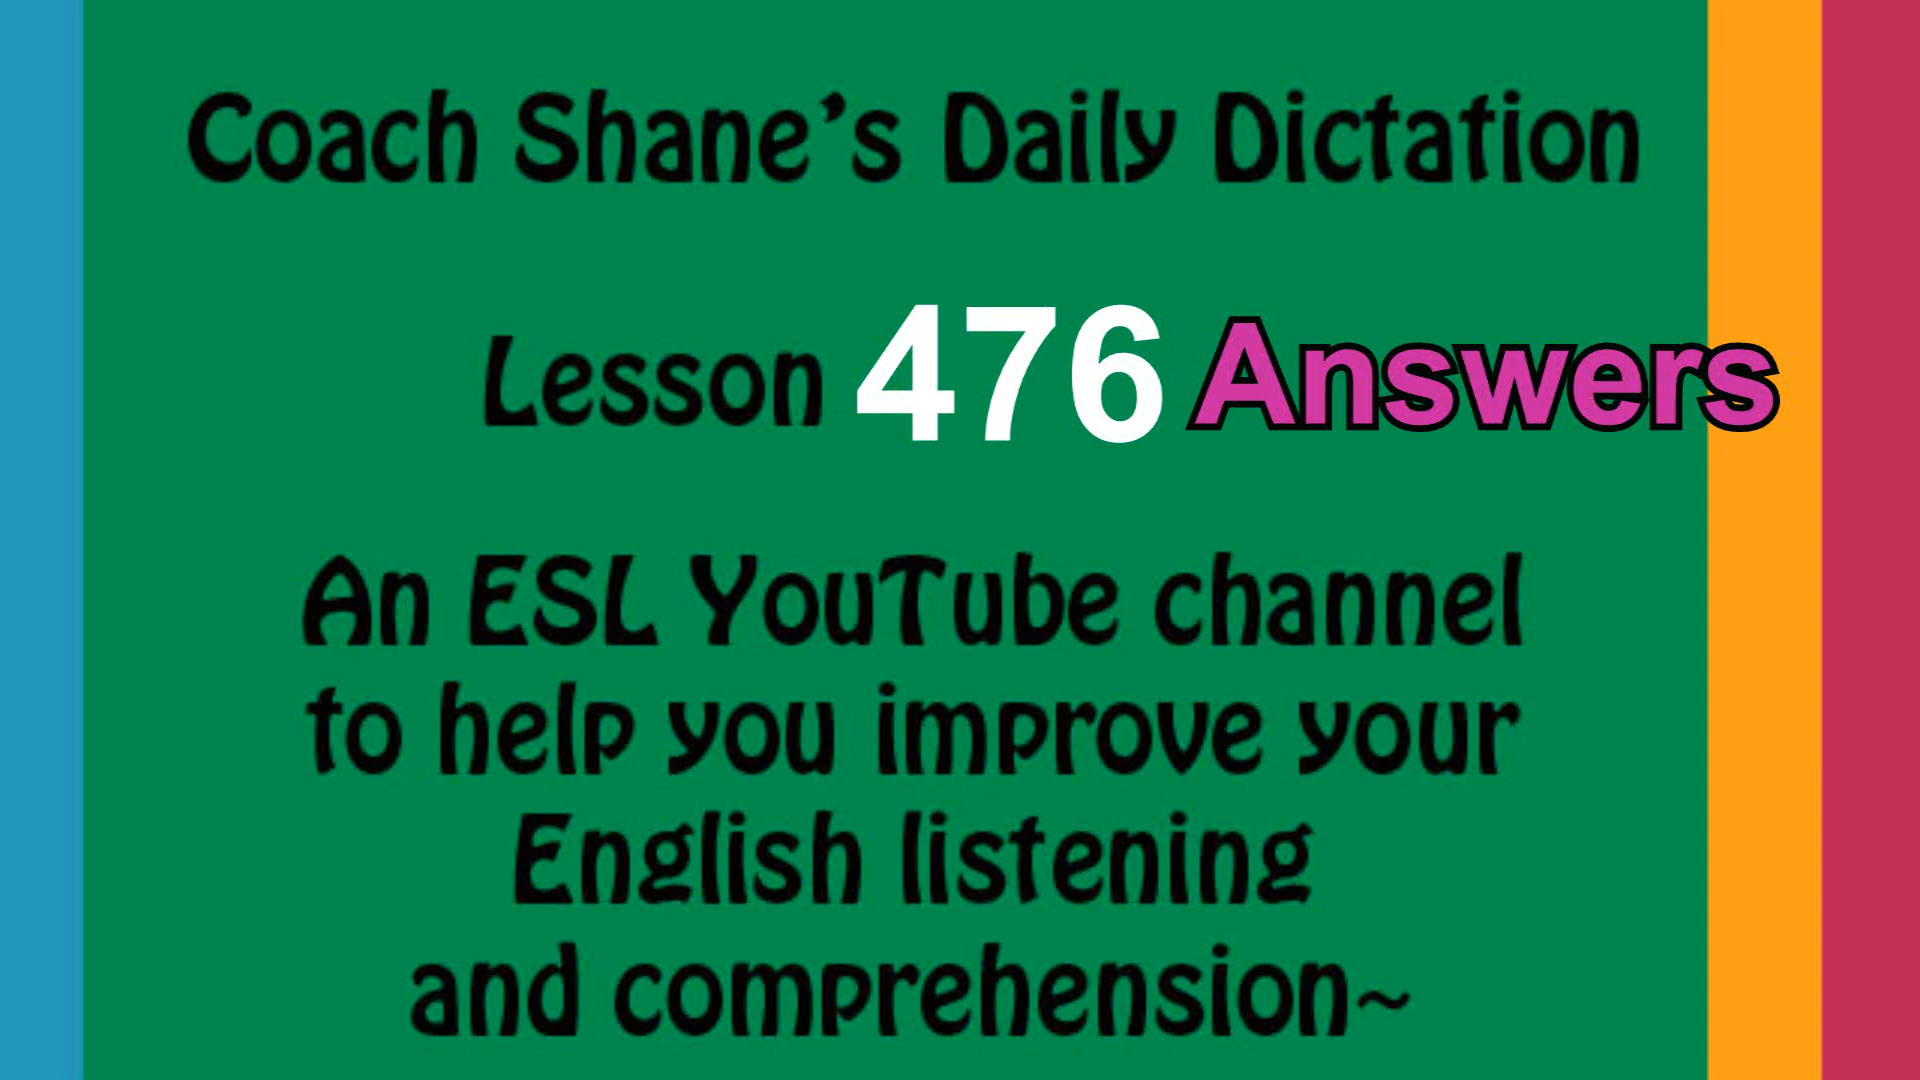 Coach Shane's Daily Dictation
Lesson 476 Answers
An ESL YouTube channel
to help you improve your
English listening
and comprehension~